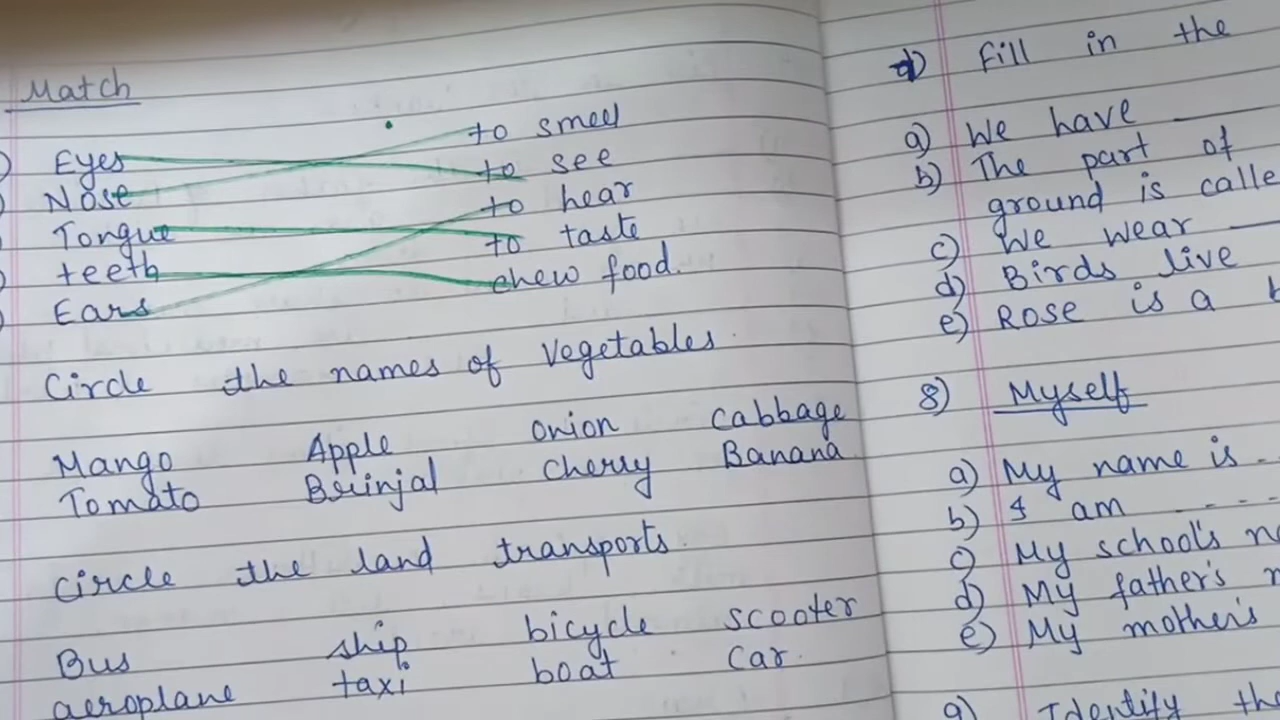 Match
Eyes to smell
Nose to see
Tongue to hear
teeth to taste
Ears chew food.
Circle the names of Vegetables.
Mango Apple onion cabbage
Tomato Brinjal cherry Banana
Circle the land transports.
Bus ship bicycle scooter
aeroplane taxi boat car.
Fill in the
a) We have
b) The part of
ground is calle
c) We wear
d) Birds live
e) Rose is a b
8) Myself
a) My name is
b) I am ....
c) My school's n
d) My father's n
e) My mother's
9) Identify the